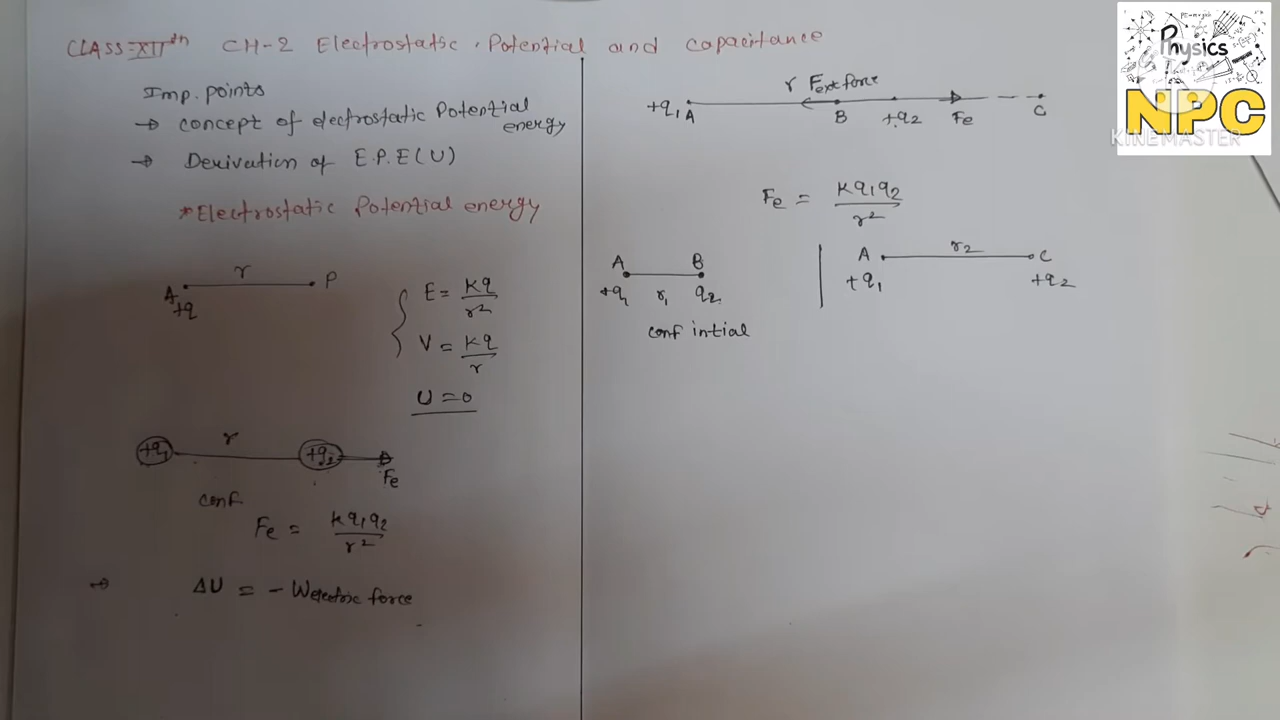 CLASS-XIIth CH-2 Electrostatic Potential and capacitance
Imp. points
→ concept of electrostatic Potential energy
→ Derivation of E.P.E(U)
*Electrostatic Potential energy
r
A P
+q
E = Kq/r²
V = Kq/r
U = 0
+q1 r +q2
Fe
conf
Fe = Kq1q2/r²
⇒ ΔU = - Welectric force
r Fext force
+q1 A B +q2 Fe C
Fe = Kq1q2/r²
A B
+q1 r1 q2
conf intial
A r2 C
+q1 +q2
Physics
NPC
KINEMASTER